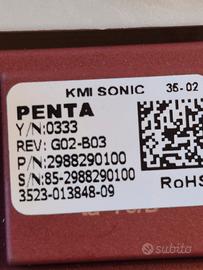 KMI SONIC 35-02
PENTA
Y/N:0333
REV: G02-B03
P/N:2988290100
S/N:85-2988290100
3523-013848-09
RoHS
subito